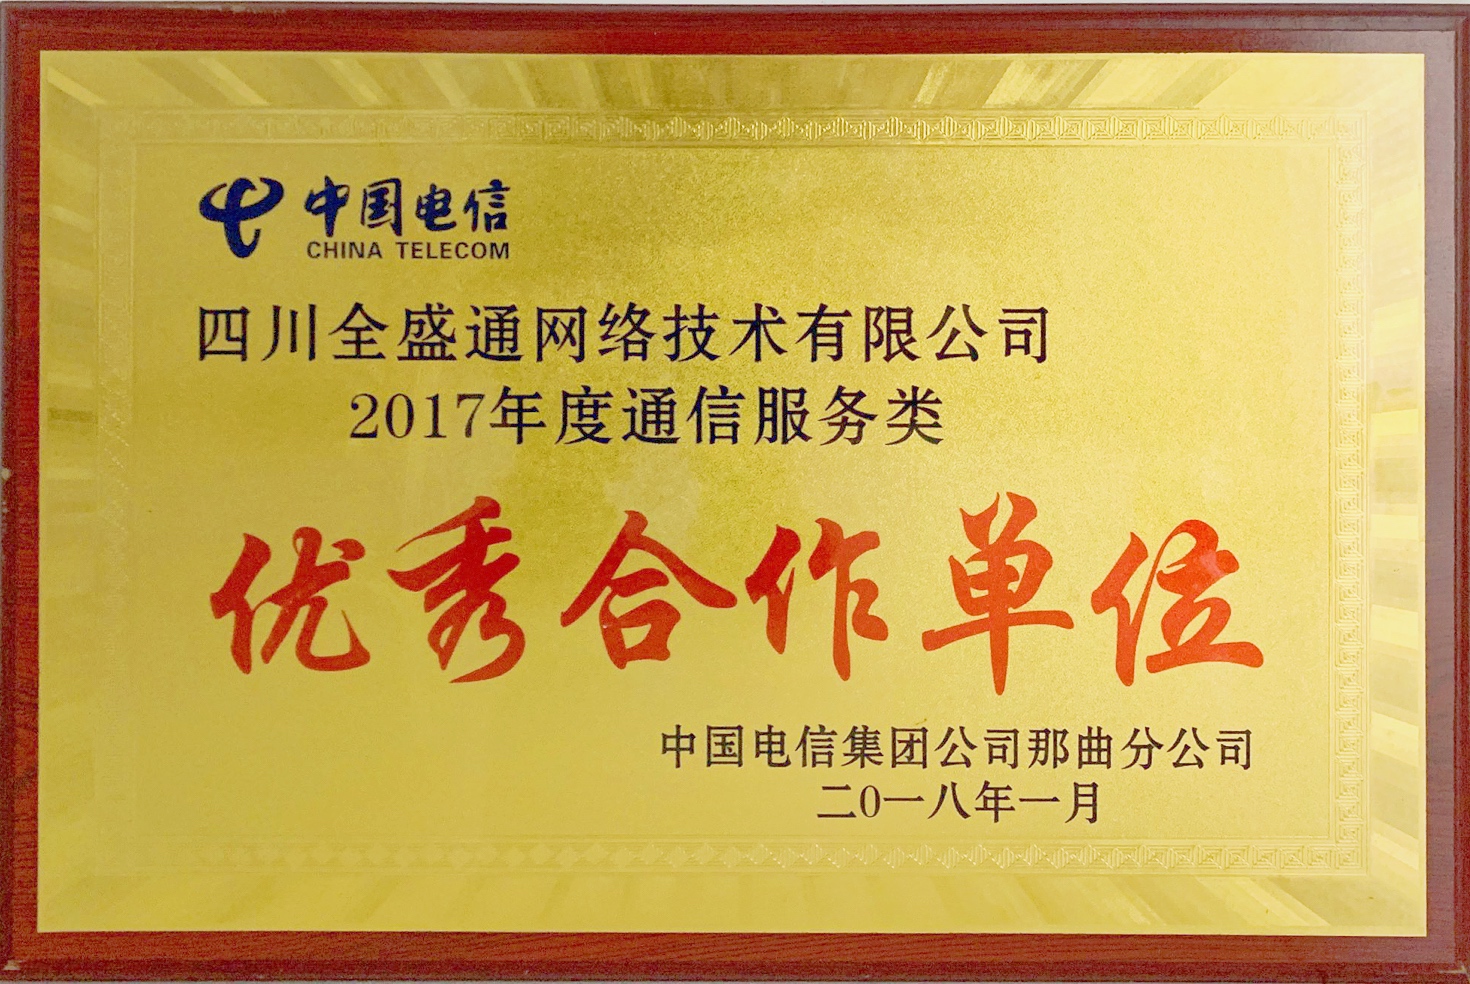 中国电信
CHINA TELECOM
四川全盛通网络技术有限公司
2017年度通信服务类
优秀合作单位
中国电信集团公司那曲分公司
二0一八年一月